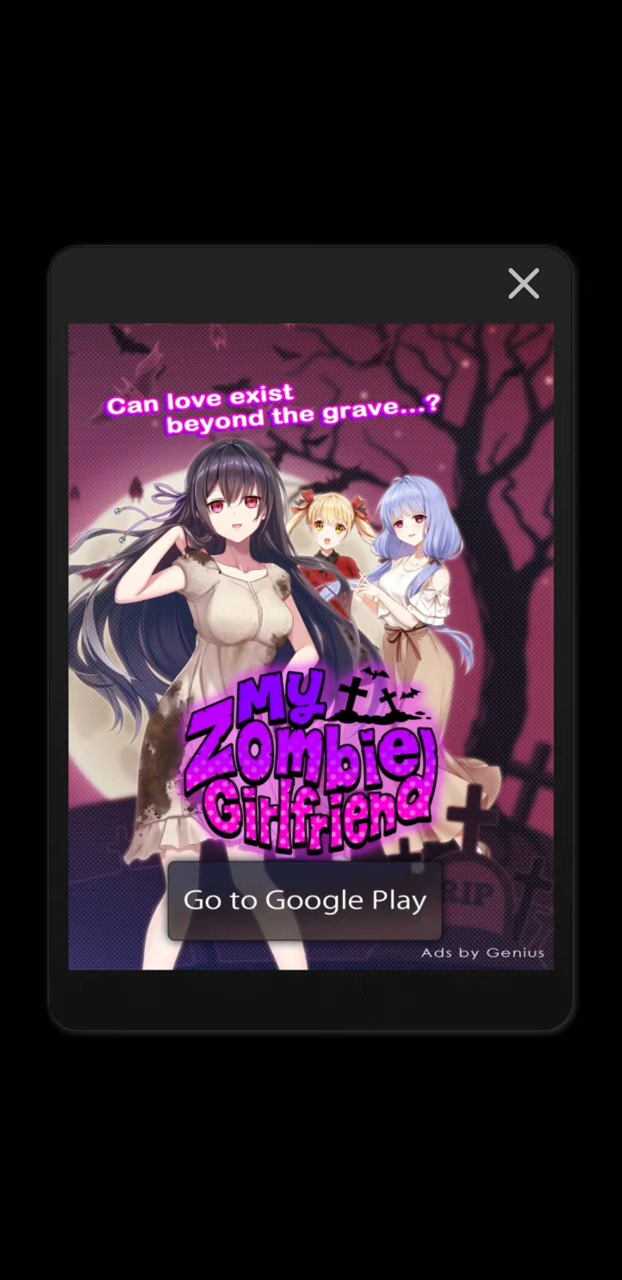 Can love exist
beyond the grave...?
My
Zombie
Girlfriend
RIP
Go to Google Play
Ads by Genius